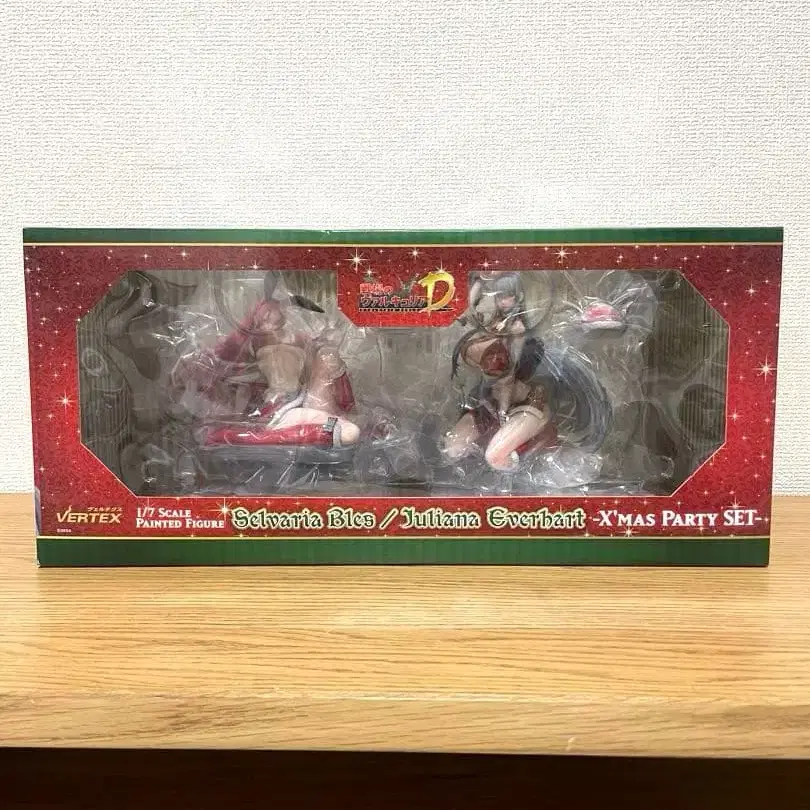 戦場の
ヴァルキュリア D
ヴェルテクス
VERTEX
1/7 SCALE
PAINTED FIGURE
Selvaria Bles / Juliana Everhart -X'MAS PARTY SET-